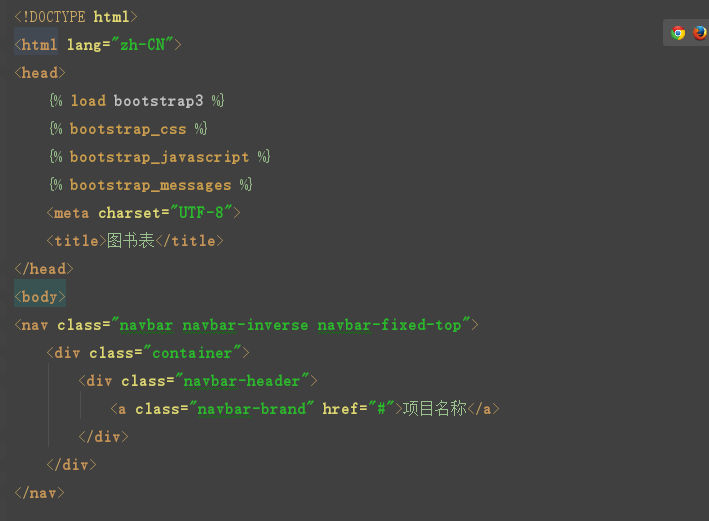 <!DOCTYPE html>
<html lang="zh-CN">
<head>
    {% load bootstrap3 %}
    {% bootstrap_css %}
    {% bootstrap_javascript %}
    {% bootstrap_messages %}
    <meta charset="UTF-8">
    <title>图书表</title>
</head>
<body>
<nav class="navbar navbar-inverse navbar-fixed-top">
    <div class="container">
        <div class="navbar-header">
            <a class="navbar-brand" href="#">项目名称</a>
        </div>
    </div>
</nav>